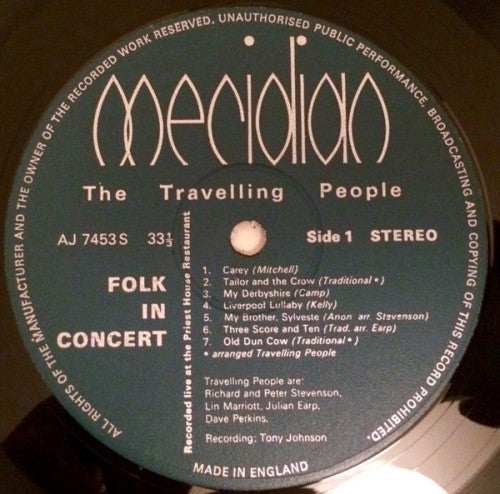 ALL RIGHTS OF THE MANUFACTURER AND THE OWNER OF THE RECORDED WORK RESERVED. UNAUTHORISED PUBLIC PERFORMANCE, BROADCASTING AND COPYING OF THIS RECORD PROHIBITED.
meridian
The Travelling People
AJ 7453 S 33⅓ Side 1 STEREO
FOLK
IN
CONCERT
Recorded live at the Priest House Restaurant
1. Carey (Mitchell)
2. Tailor and the Crow (Traditional*)
3. My Derbyshire (Camp)
4. Liverpool Lullaby (Kelly)
5. My Brother, Sylveste (Anon arr. Stevenson)
6. Three Score and Ten (Trad. arr. Earp)
7. Old Dun Cow (Traditional*)
* arranged Travelling People
Travelling People are:
Richard and Peter Stevenson,
Lin Marriott, Julian Earp,
Dave Perkins.
Recording: Tony Johnson
MADE IN ENGLAND